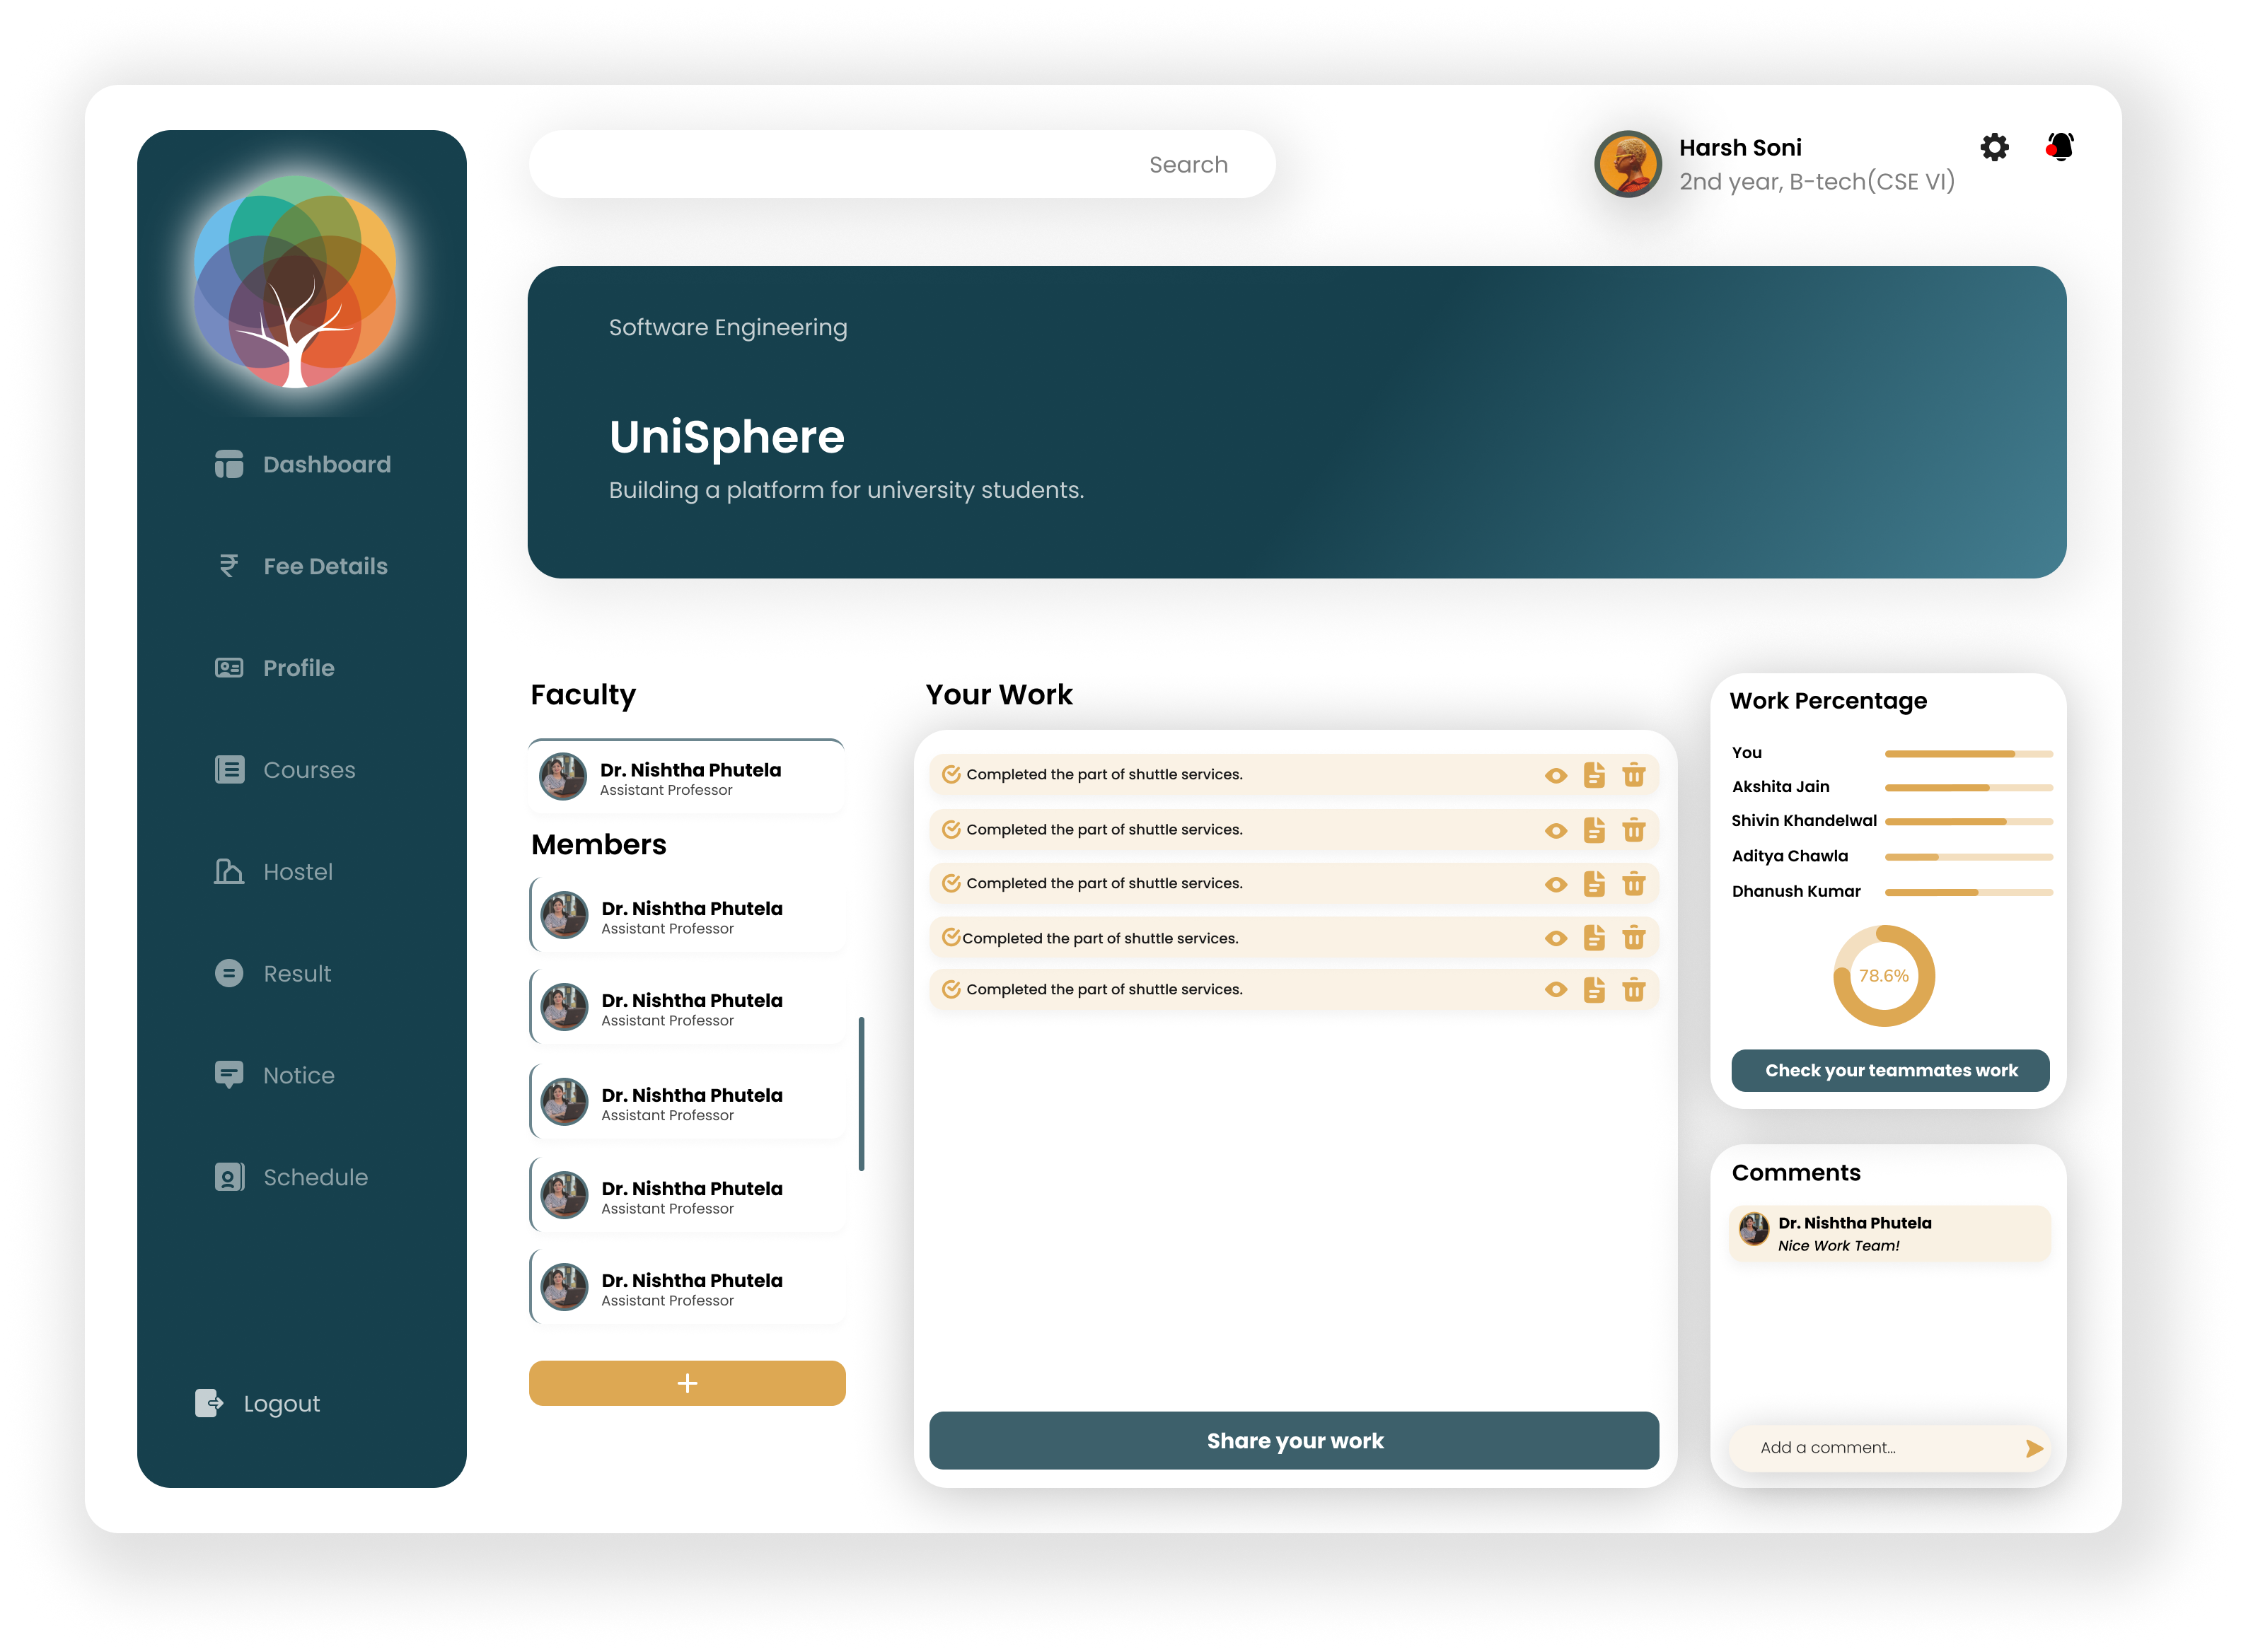 Search
Harsh Soni
2nd year, B-tech(CSE VI)
Dashboard
Fee Details
Profile
Courses
Hostel
Result
Notice
Schedule
Logout
Software Engineering
UniSphere
Building a platform for university students.
Faculty
Dr. Nishtha Phutela
Assistant Professor
Members
Dr. Nishtha Phutela
Assistant Professor
Dr. Nishtha Phutela
Assistant Professor
Dr. Nishtha Phutela
Assistant Professor
Dr. Nishtha Phutela
Assistant Professor
Dr. Nishtha Phutela
Assistant Professor
+
Your Work
Completed the part of shuttle services.
Completed the part of shuttle services.
Completed the part of shuttle services.
Completed the part of shuttle services.
Completed the part of shuttle services.
Share your work
Work Percentage
You
Akshita Jain
Shivin Khandelwal
Aditya Chawla
Dhanush Kumar
78.6%
Check your teammates work
Comments
Dr. Nishtha Phutela
Nice Work Team!
Add a comment...